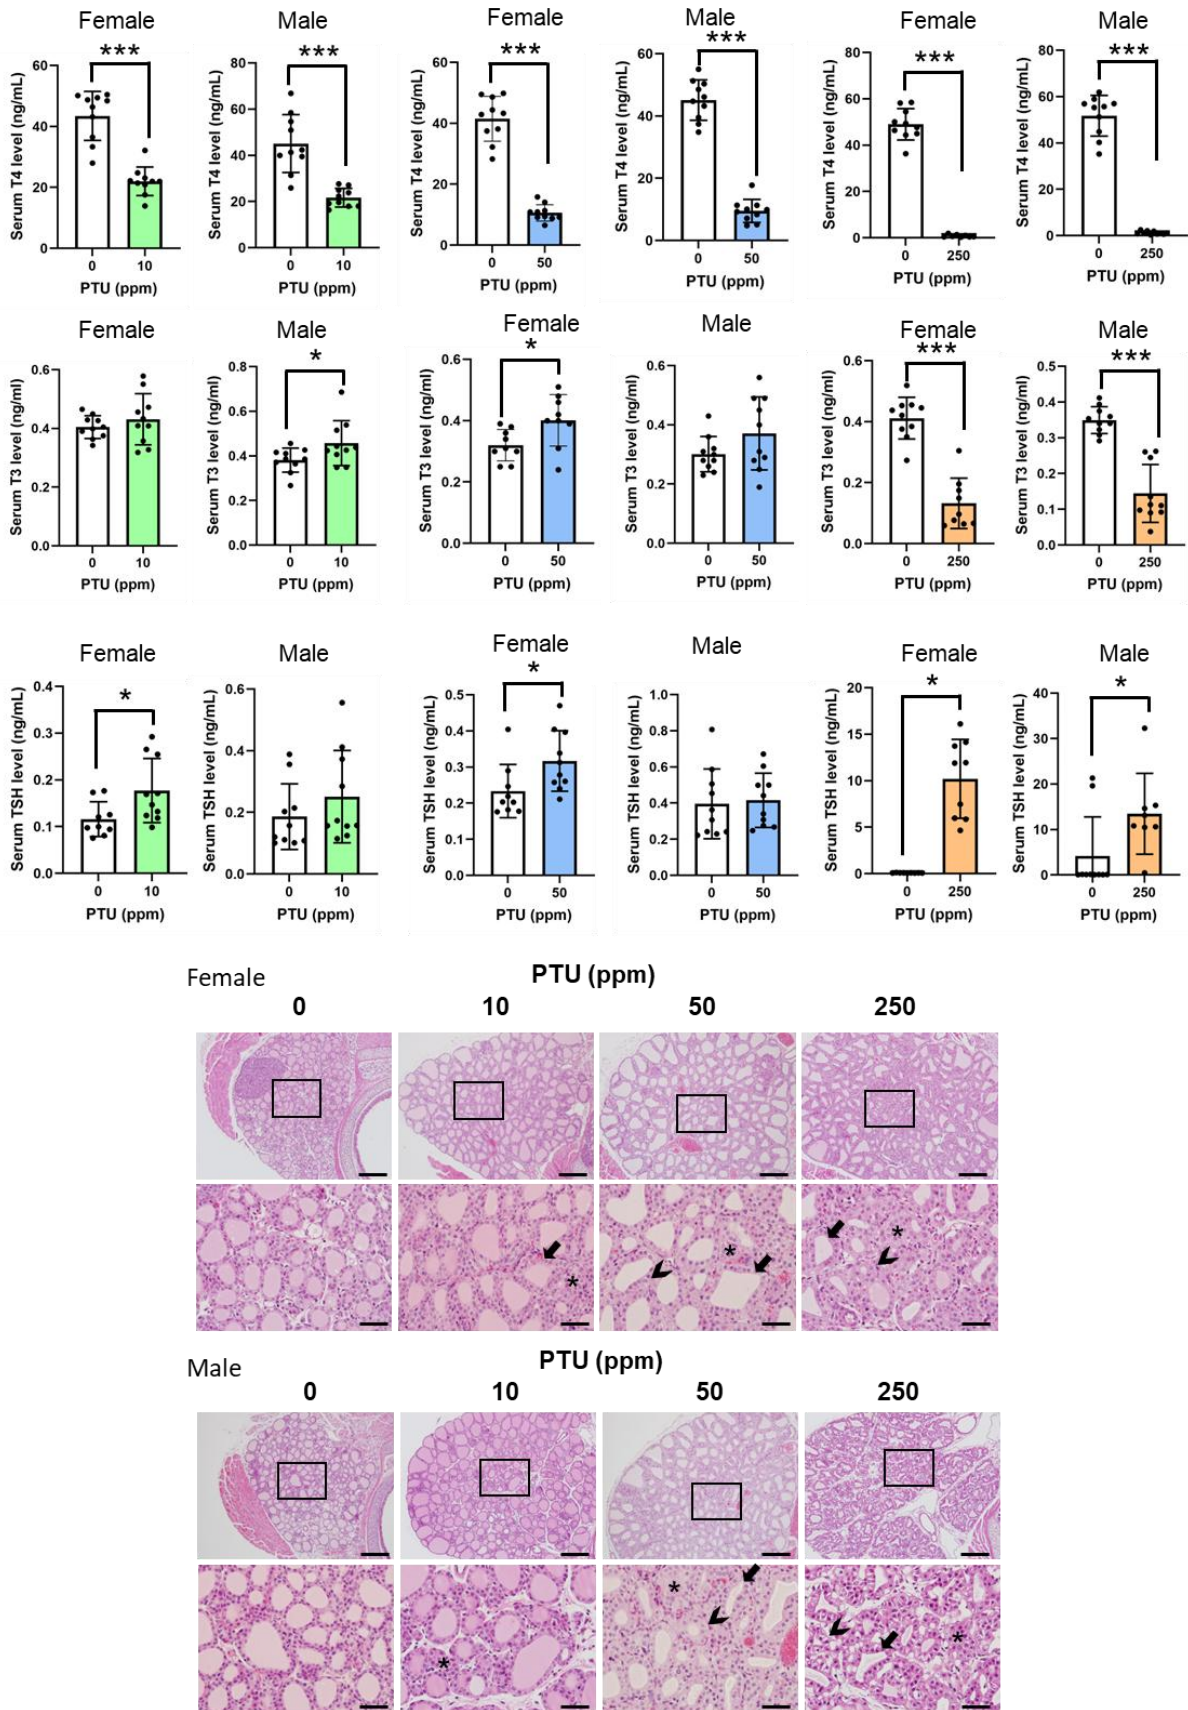 Female Male Female Male Female Male
*** *** *** *** *** ***
Serum T4 level (ng/mL) 60 40 20 0 0 10 PTU (ppm)
Serum T4 level (ng/mL) 80 60 40 20 0 0 10 PTU (ppm)
Serum T4 level (ng/mL) 60 40 20 0 0 50 PTU (ppm)
Serum T4 level (ng/mL) 60 40 20 0 0 50 PTU (ppm)
Serum T4 level (ng/mL) 80 60 40 20 0 0 250 PTU (ppm)
Serum T4 level (ng/mL) 80 60 40 20 0 0 250 PTU (ppm)
Female Male Female Male Female Male
* * *** ***
Serum T3 level (ng/ml) 0.6 0.4 0.2 0.0 0 10 PTU (ppm)
Serum T3 level (ng/ml) 0.8 0.6 0.4 0.2 0.0 0 10 PTU (ppm)
Serum T3 level (ng/ml) 0.6 0.4 0.2 0.0 0 50 PTU (ppm)
Serum T3 level (ng/ml) 0.6 0.4 0.2 0.0 0 50 PTU (ppm)
Serum T3 level (ng/ml) 0.6 0.4 0.2 0.0 0 250 PTU (ppm)
Serum T3 level (ng/ml) 0.5 0.4 0.3 0.2 0.1 0.0 0 250 PTU (ppm)
Female Male Female Male Female Male
* * * *
Serum TSH level (ng/mL) 0.4 0.3 0.2 0.1 0.0 0 10 PTU (ppm)
Serum TSH level (ng/mL) 0.6 0.4 0.2 0.0 0 10 PTU (ppm)
Serum TSH level (ng/mL) 0.5 0.4 0.3 0.2 0.1 0.0 0 50 PTU (ppm)
Serum TSH level (ng/mL) 1.0 0.8 0.6 0.4 0.2 0.0 0 50 PTU (ppm)
Serum TSH level (ng/mL) 20 15 10 5 0 0 250 PTU (ppm)
Serum TSH level (ng/mL) 40 30 20 10 0 0 250 PTU (ppm)
Female PTU (ppm)
0 10 50 250
* * *
Male PTU (ppm)
0 10 50 250
* * *